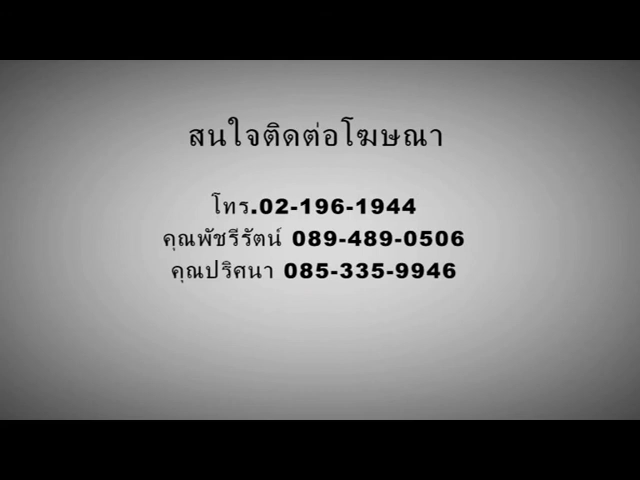 สนใจติดต่อโฆษณา
โทร.02-196-1944
คุณพัชรีรัตน์ 089-489-0506
คุณปริศนา 085-335-9946